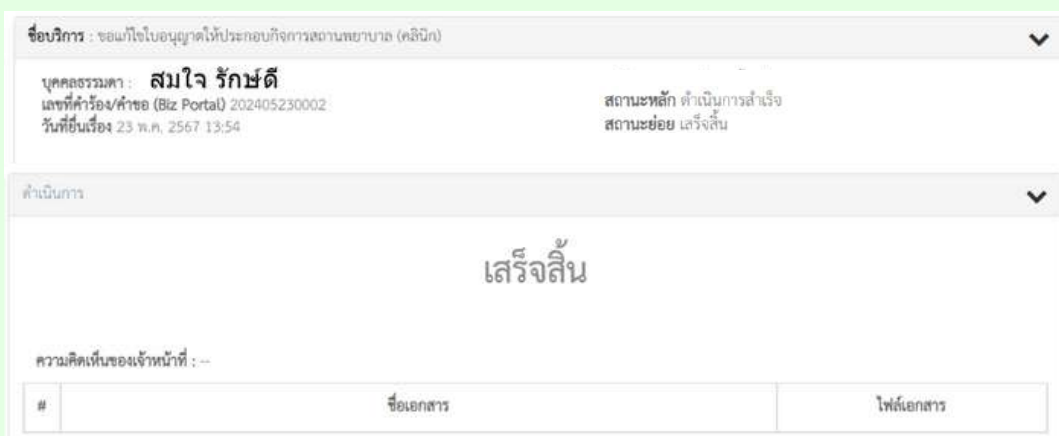 ชื่อบริการ : ขอแก้ไขใบอนุญาตให้ประกอบกิจการสถานพยาบาล (คลินิก)
บุคคลธรรมดา : สมใจ รักษ์ดี
เลขที่คำร้อง/คำขอ (Biz Portal) 202405230002
วันที่ยื่นเรื่อง 23 พ.ค. 2567 13:54
สถานะหลัก ดำเนินการสำเร็จ
สถานะย่อย เสร็จสิ้น
ดำเนินการ
เสร็จสิ้น
ความคิดเห็นของเจ้าหน้าที่ : --
# ชื่อเอกสาร ไฟล์เอกสาร